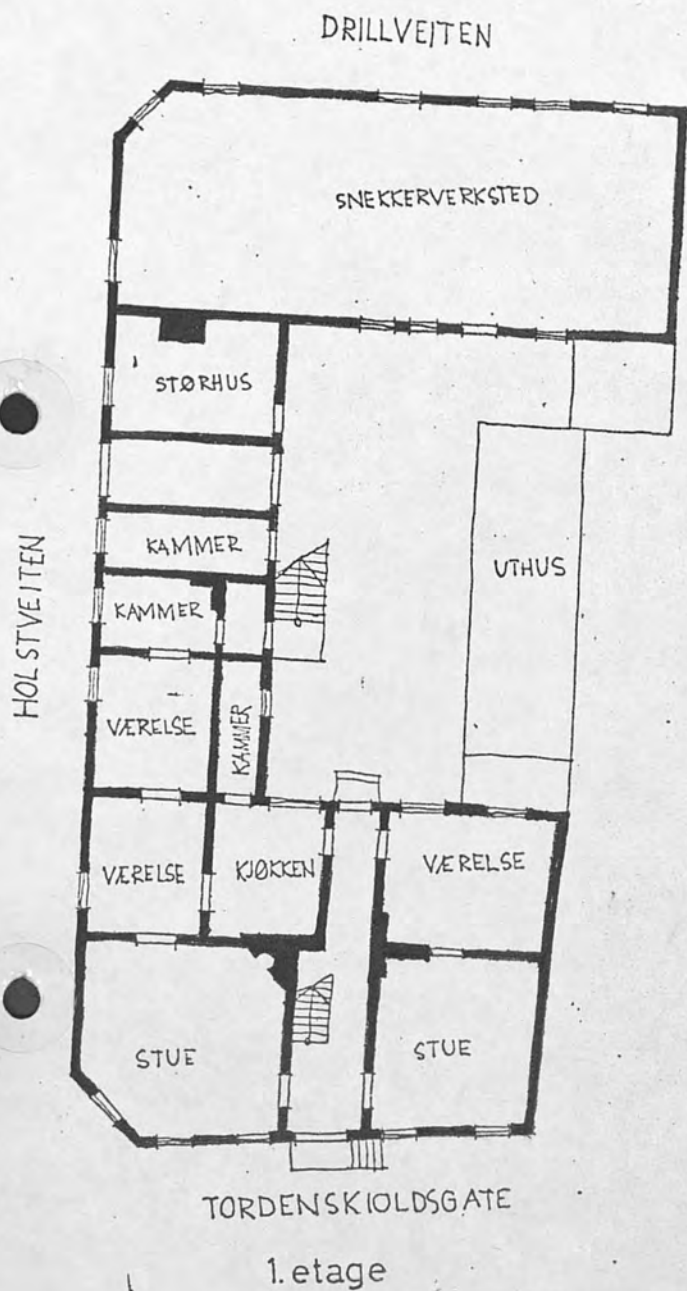 DRILLVEITEN
SNEKKERVERKSTED
STØRHUS
KAMMER
HOLSTVEITEN
UTHUS
KAMMER
VÆRELSE
KAMMER
VÆRELSE
KJØKKEN
VÆRELSE
STUE
STUE
TORDENSKIOLDSGATE
1. etage